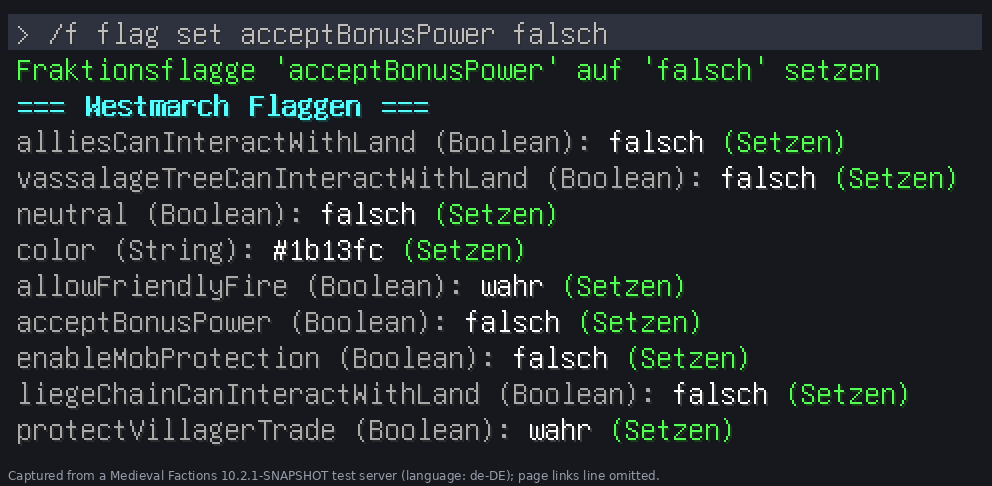 > /f flag set acceptBonusPower falsch
Fraktionsflagge 'acceptBonusPower' auf 'falsch' setzen
=== Westmarch Flaggen ===
alliesCanInteractWithLand (Boolean): falsch (Setzen)
vassalageTreeCanInteractWithLand (Boolean): falsch (Setzen)
neutral (Boolean): falsch (Setzen)
color (String): #1b13fc (Setzen)
allowFriendlyFire (Boolean): wahr (Setzen)
acceptBonusPower (Boolean): falsch (Setzen)
enableMobProtection (Boolean): falsch (Setzen)
liegeChainCanInteractWithLand (Boolean): falsch (Setzen)
protectVillagerTrade (Boolean): wahr (Setzen)
Captured from a Medieval Factions 10.2.1-SNAPSHOT test server (language: de-DE); page links line omitted.